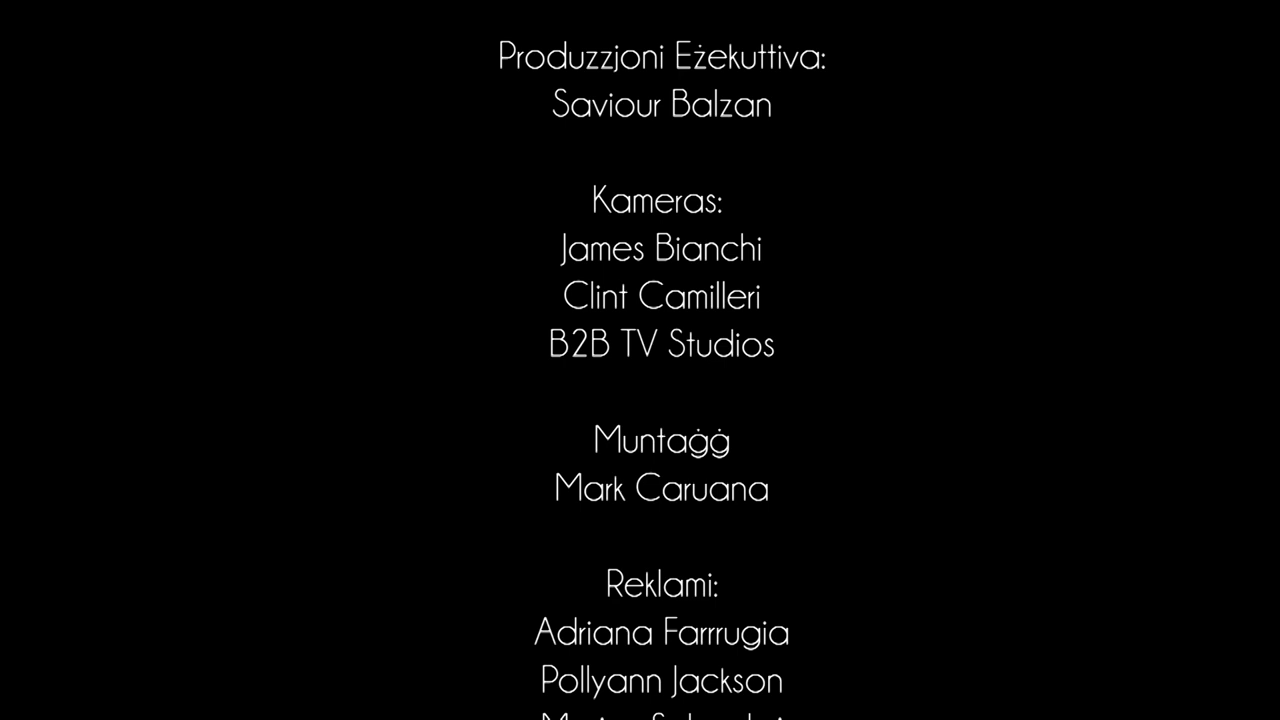 Produzzjoni Eżekuttiva:
Saviour Balzan
Kameras:
James Bianchi
Clint Camilleri
B2B TV Studios
Muntaġġ
Mark Caruana
Reklami:
Adriana Farrrugia
Pollyann Jackson